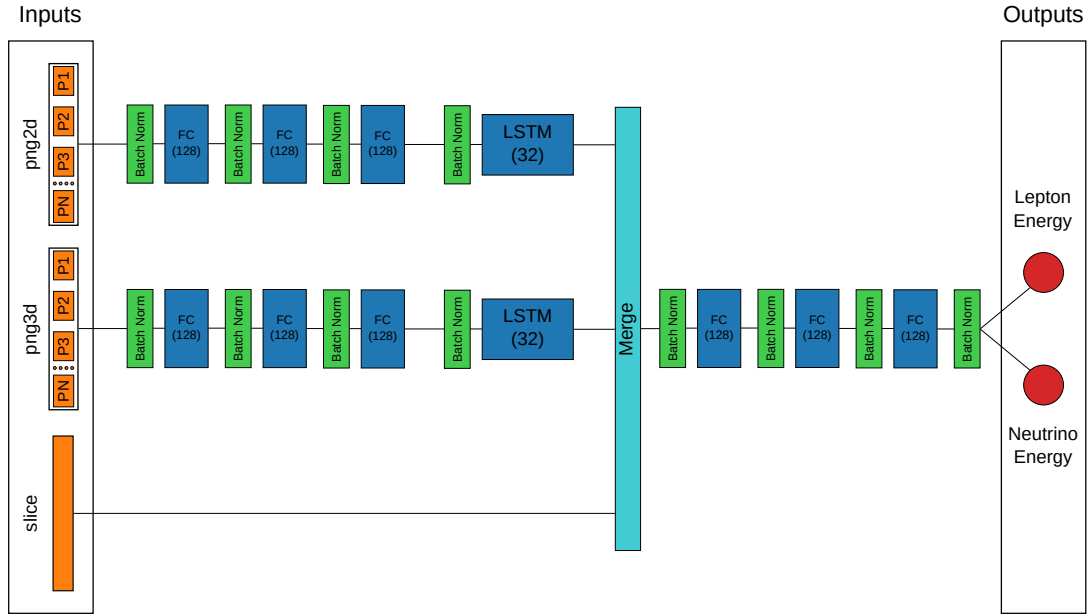 Inputs
Outputs
png2d
P1
P2
P3
PN
Batch Norm
FC
(128)
Batch Norm
FC
(128)
Batch Norm
FC
(128)
Batch Norm
LSTM
(32)
png3d
P1
P2
P3
PN
Batch Norm
FC
(128)
Batch Norm
FC
(128)
Batch Norm
FC
(128)
Batch Norm
LSTM
(32)
slice
Merge
Batch Norm
FC
(128)
Batch Norm
FC
(128)
Batch Norm
FC
(128)
Batch Norm
Lepton
Energy
Neutrino
Energy